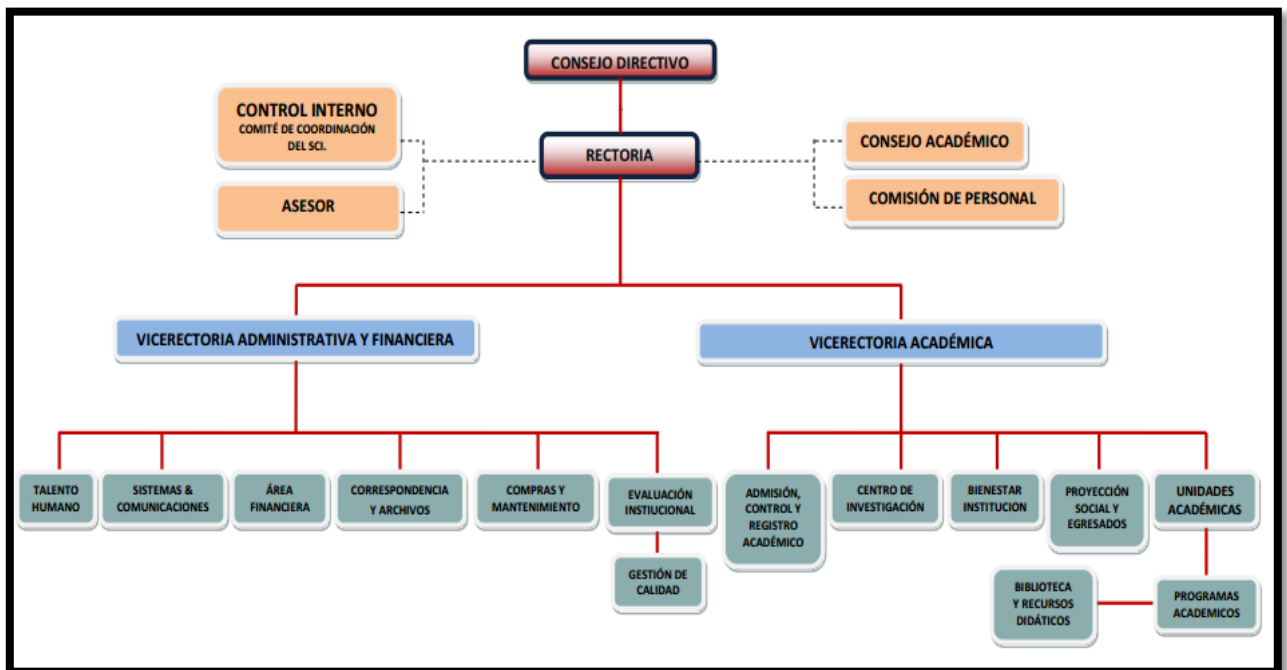 CONSEJO DIRECTIVO
CONTROL INTERNO
COMITÉ DE COORDINACIÓN
DEL SCI.
RECTORIA
CONSEJO ACADÉMICO
ASESOR
COMISIÓN DE PERSONAL
VICERECTORIA ADMINISTRATIVA Y FINANCIERA
VICERECTORIA ACADÉMICA
TALENTO
HUMANO
SISTEMAS &
COMUNICACIONES
ÁREA
FINANCIERA
CORRESPONDENCIA
Y ARCHIVOS
COMPRAS Y
MANTENIMIENTO
EVALUACIÓN
INSTIUCIONAL
ADMISIÓN,
CONTROL Y
REGISTRO
ACADÉMICO
CENTRO DE
INVESTIGACIÓN
BIENESTAR
INSTITUCION
PROYECCIÓN
SOCIAL Y
EGRESADOS
UNIDADES
ACADÉMICAS
GESTIÓN DE
CALIDAD
BIBLIOTECA
Y RECURSOS
DIDÁTICOS
PROGRAMAS
ACADEMICOS